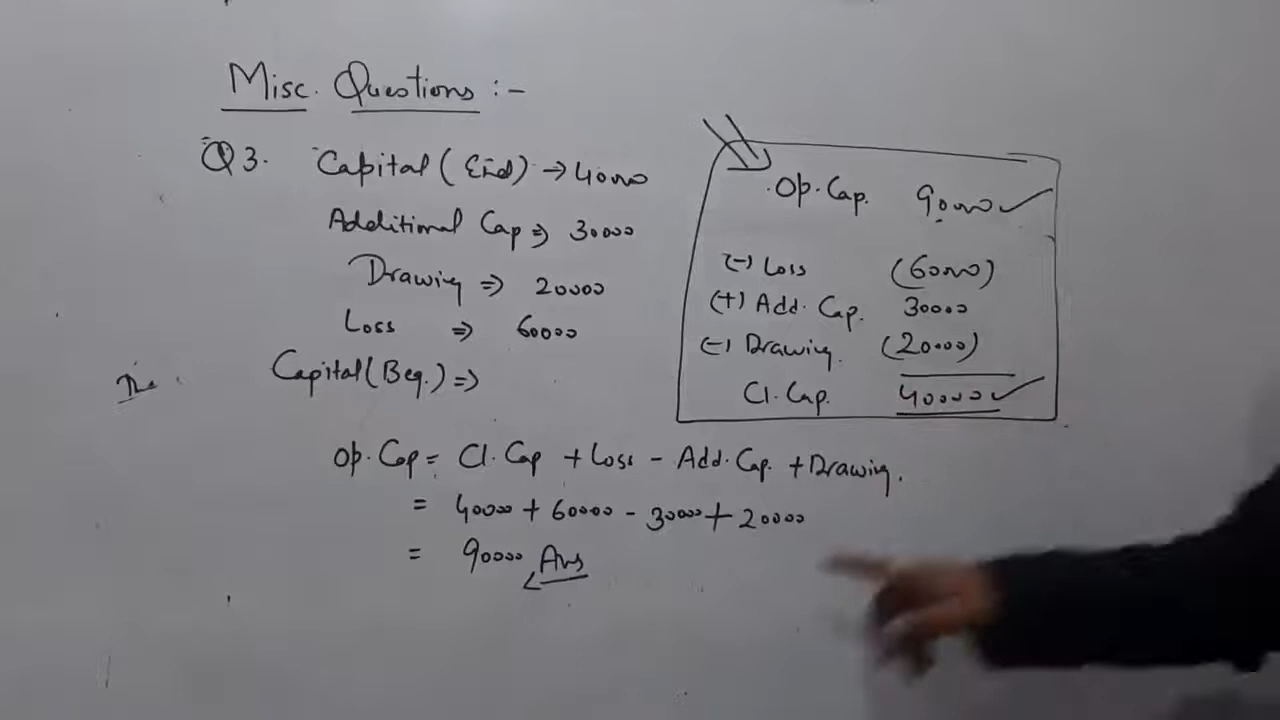 Misc. Questions :-
Q3. Capital (End) → 40000
Additional Cap ⇒ 30000
Drawing ⇒ 20000
Loss ⇒ 60000
Capital (Beg.) ⇒
Op. Cap. 90000 ✓
(-) Loss (60000)
(+) Add. Cap. 30000
(-) Drawing. (20000)
Cl. Cap. 40000 ✓
Op. Cap = Cl. Cap + Loss - Add. Cap. + Drawing.
= 40000 + 60000 - 30000 + 20000
= 90000 Ans